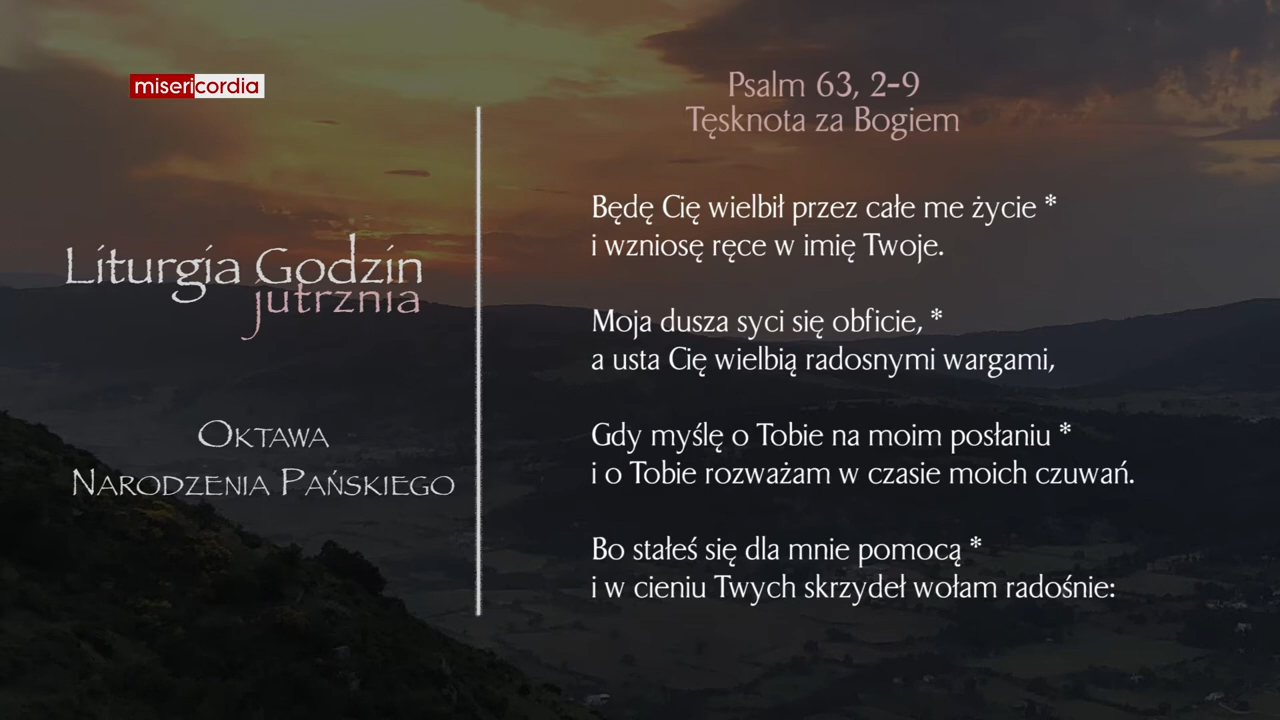 misericordia
Liturgia Godzin
jutrznia
Oktawa
Narodzenia Pańskiego
Psalm 63, 2-9
Tęsknota za Bogiem
Będę Cię wielbił przez całe me życie *
i wzniosę ręce w imię Twoje.
Moja dusza syci się obficie, *
a usta Cię wielbią radosnymi wargami,
Gdy myślę o Tobie na moim posłaniu *
i o Tobie rozważam w czasie moich czuwań.
Bo stałeś się dla mnie pomocą *
i w cieniu Twych skrzydeł wołam radośnie: